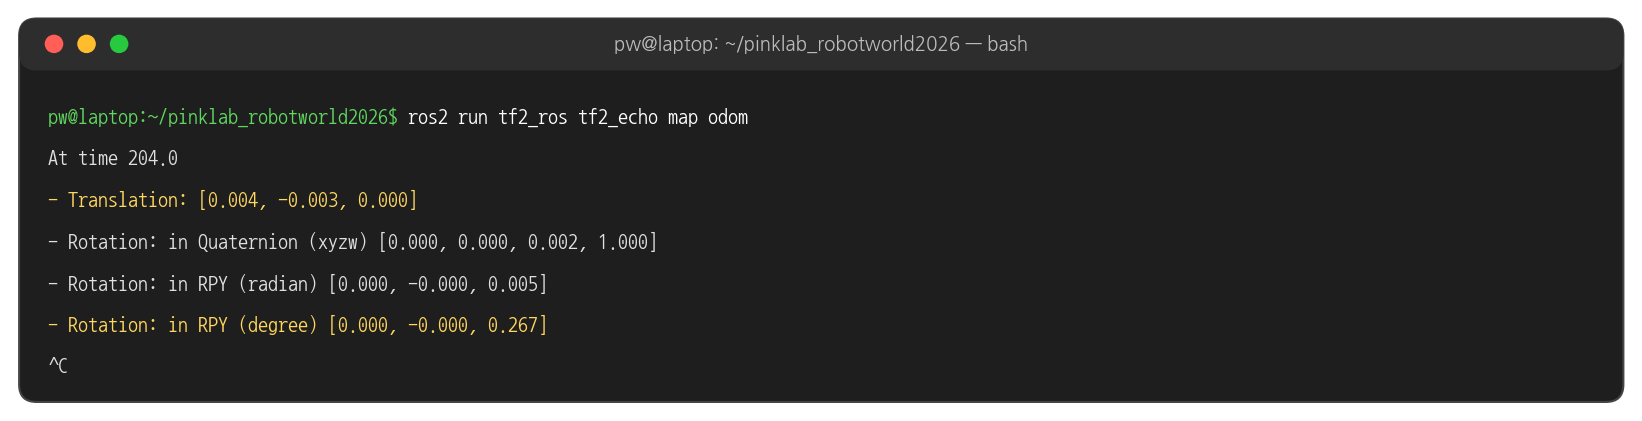 pw@laptop: ~/pinklab_robotworld2026 — bash
pw@laptop:~/pinklab_robotworld2026$ ros2 run tf2_ros tf2_echo map odom
At time 204.0
- Translation: [0.004, -0.003, 0.000]
- Rotation: in Quaternion (xyzw) [0.000, 0.000, 0.002, 1.000]
- Rotation: in RPY (radian) [0.000, -0.000, 0.005]
- Rotation: in RPY (degree) [0.000, -0.000, 0.267]
^C